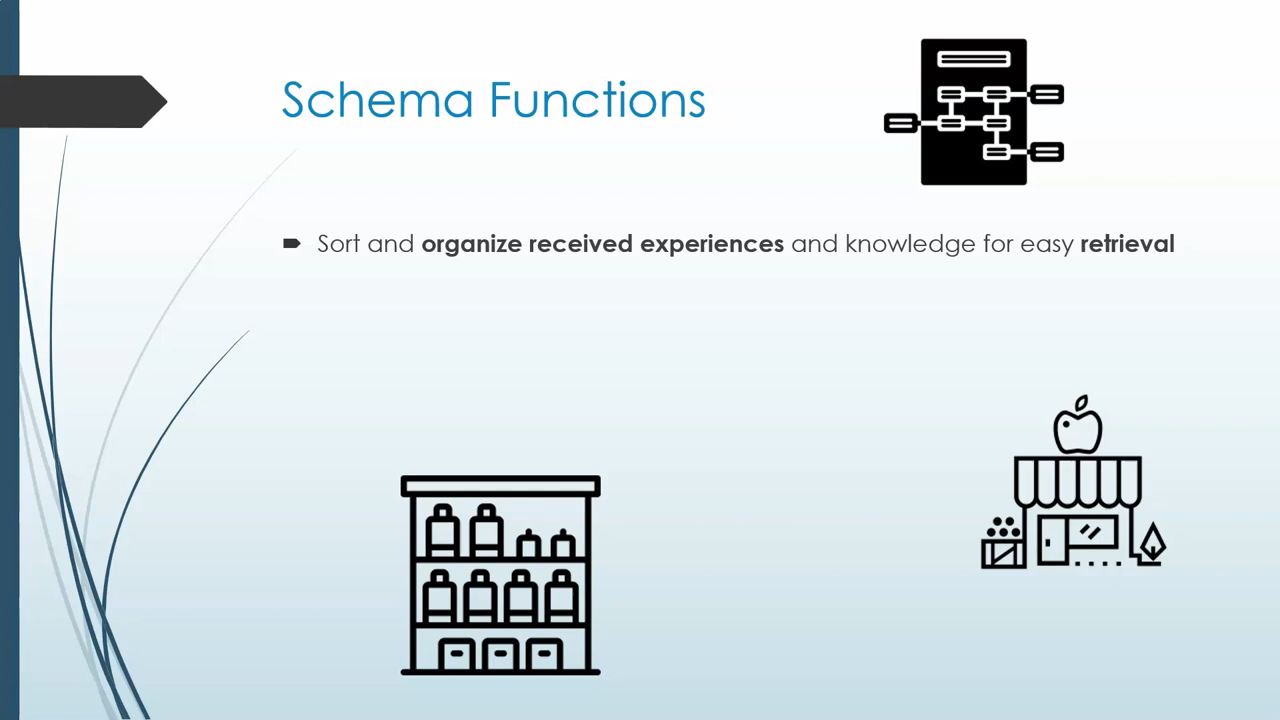 Schema Functions
Sort and organize received experiences and knowledge for easy retrieval